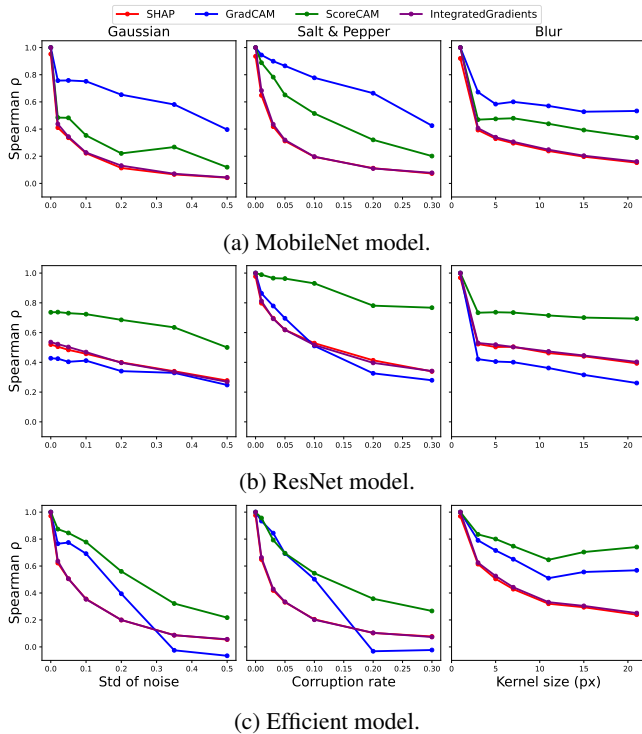 SHAP GradCAM ScoreCAM IntegratedGradients
Gaussian Salt & Pepper Blur
Spearman ρ
1.0
0.8
0.6
0.4
0.2
0.0
0.0 0.1 0.2 0.3 0.4 0.5 0.00 0.05 0.10 0.15 0.20 0.25 0.30 0 5 10 15 20
(a) MobileNet model.
Spearman ρ
1.0
0.8
0.6
0.4
0.2
0.0
0.0 0.1 0.2 0.3 0.4 0.5 0.00 0.05 0.10 0.15 0.20 0.25 0.30 0 5 10 15 20
(b) ResNet model.
Spearman ρ
1.0
0.8
0.6
0.4
0.2
0.0
0.0 0.1 0.2 0.3 0.4 0.5 0.00 0.05 0.10 0.15 0.20 0.25 0.30 0 5 10 15 20
Std of noise Corruption rate Kernel size (px)
(c) Efficient model.